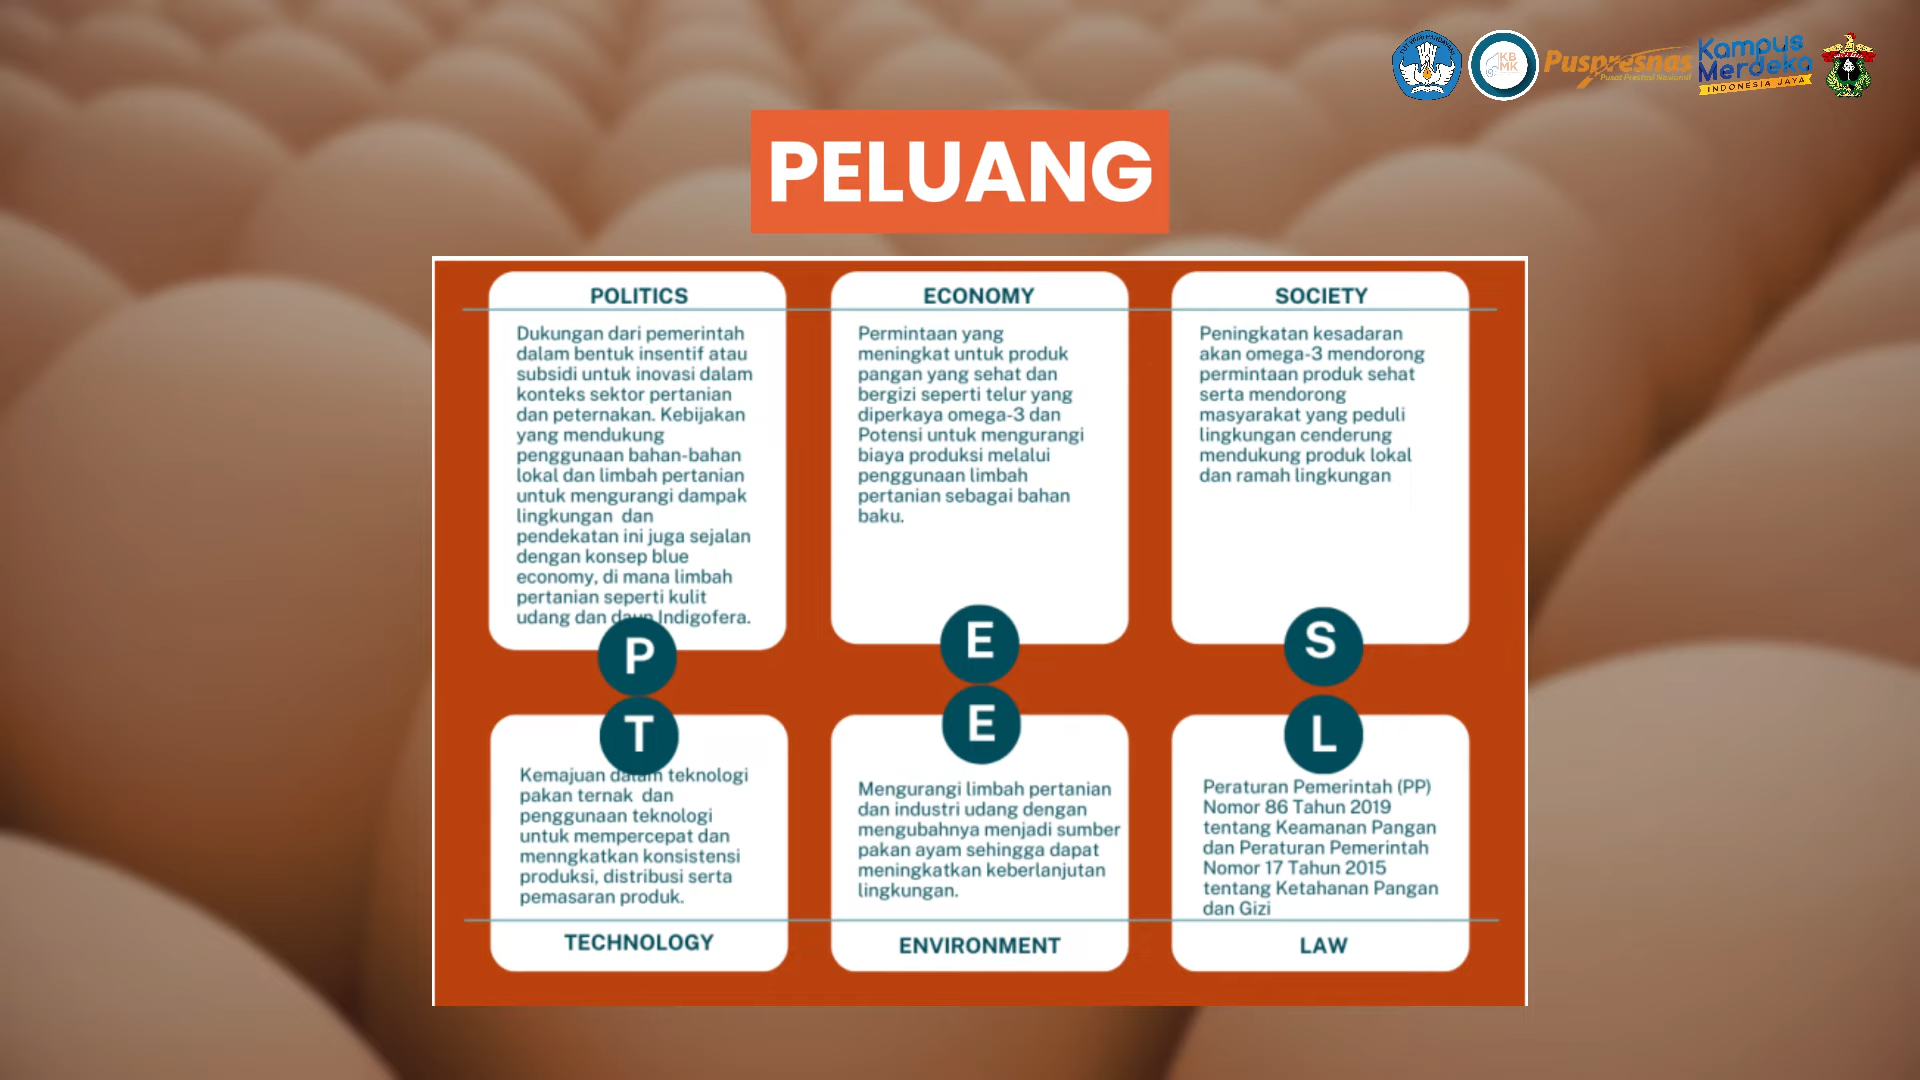 TUT WURI HANDAYANI
KB
MK
Puspresnas
Pusat Prestasi Nasional
Kampus
Merdeka
INDONESIA JAYA
PELUANG
POLITICS
Dukungan dari pemerintah
dalam bentuk insentif atau
subsidi untuk inovasi dalam
konteks sektor pertanian
dan peternakan. Kebijakan
yang mendukung
penggunaan bahan-bahan
lokal dan limbah pertanian
untuk mengurangi dampak
lingkungan dan
pendekatan ini juga sejalan
dengan konsep blue
economy, di mana limbah
pertanian seperti kulit
udang dan daun Indigofera.
P
ECONOMY
Permintaan yang
meningkat untuk produk
pangan yang sehat dan
bergizi seperti telur yang
diperkaya omega-3 dan
Potensi untuk mengurangi
biaya produksi melalui
penggunaan limbah
pertanian sebagai bahan
baku.
E
SOCIETY
Peningkatan kesadaran
akan omega-3 mendorong
permintaan produk sehat
serta mendorong
masyarakat yang peduli
lingkungan cenderung
mendukung produk lokal
dan ramah lingkungan
S
T
Kemajuan dalam teknologi
pakan ternak dan
penggunaan teknologi
untuk mempercepat dan
menngkatkan konsistensi
produksi, distribusi serta
pemasaran produk.
TECHNOLOGY
E
Mengurangi limbah pertanian
dan industri udang dengan
mengubahnya menjadi sumber
pakan ayam sehingga dapat
meningkatkan keberlanjutan
lingkungan.
ENVIRONMENT
L
Peraturan Pemerintah (PP)
Nomor 86 Tahun 2019
tentang Keamanan Pangan
dan Peraturan Pemerintah
Nomor 17 Tahun 2015
tentang Ketahanan Pangan
dan Gizi
LAW